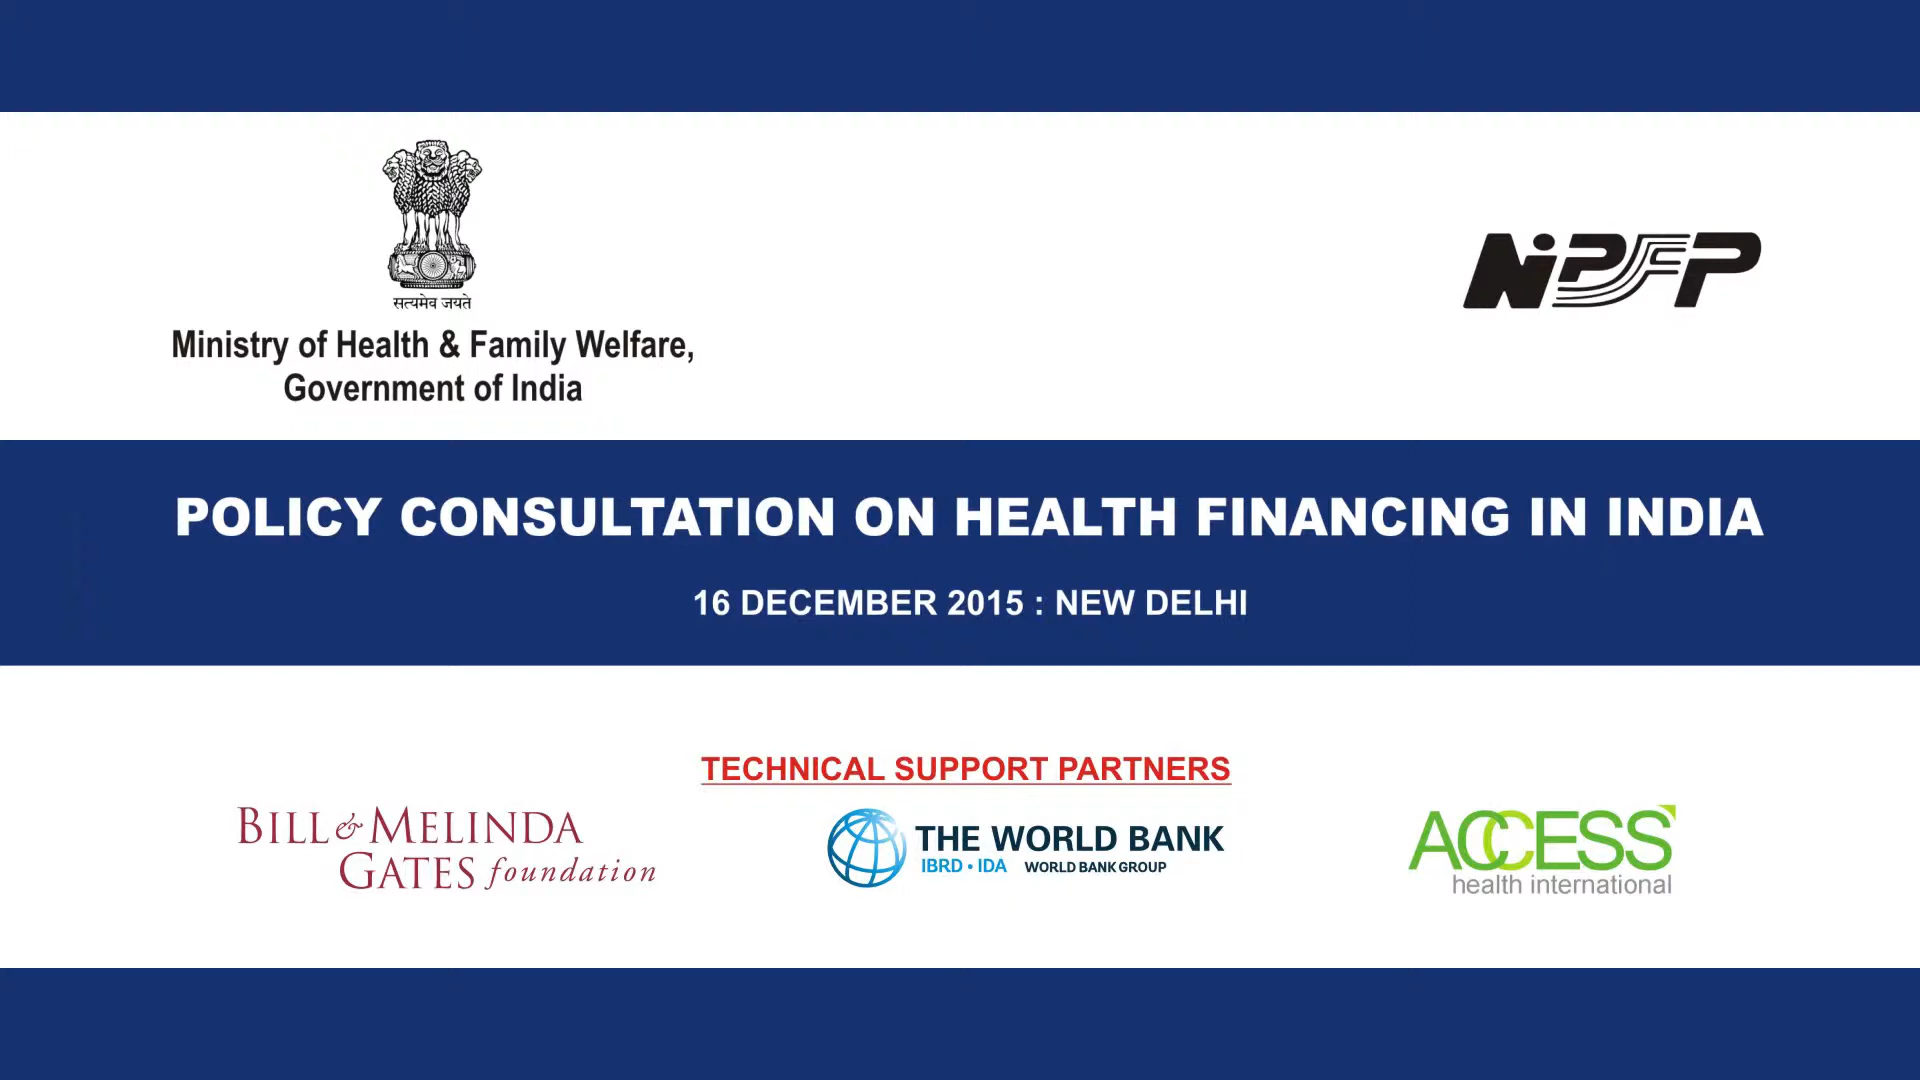 सत्यमेव जयते
Ministry of Health & Family Welfare,
Government of India
NIPFP
POLICY CONSULTATION ON HEALTH FINANCING IN INDIA
16 DECEMBER 2015 : NEW DELHI
TECHNICAL SUPPORT PARTNERS
BILL & MELINDA
GATES foundation
THE WORLD BANK
IBRD • IDA WORLD BANK GROUP
ACCESS
health international